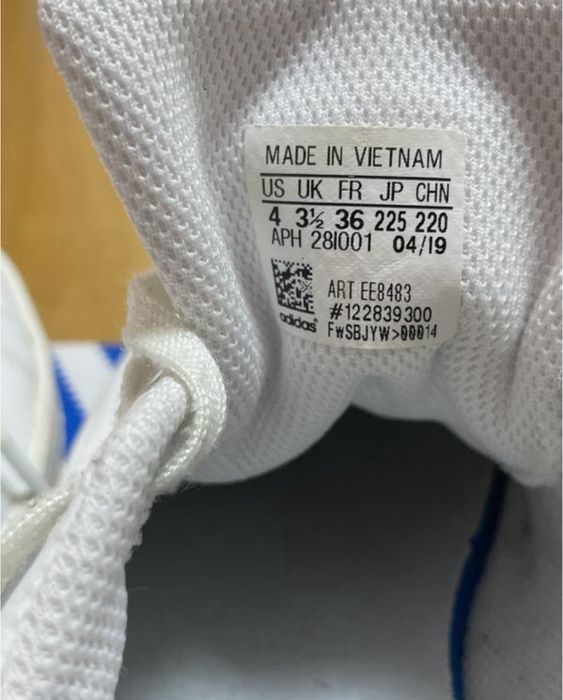 MADE IN VIETNAM
US UK FR JP CHN
4 3½ 36 225 220
APH 28I001 04/19
ART EE8483
#122839300
adidas FwSBJYW>00014